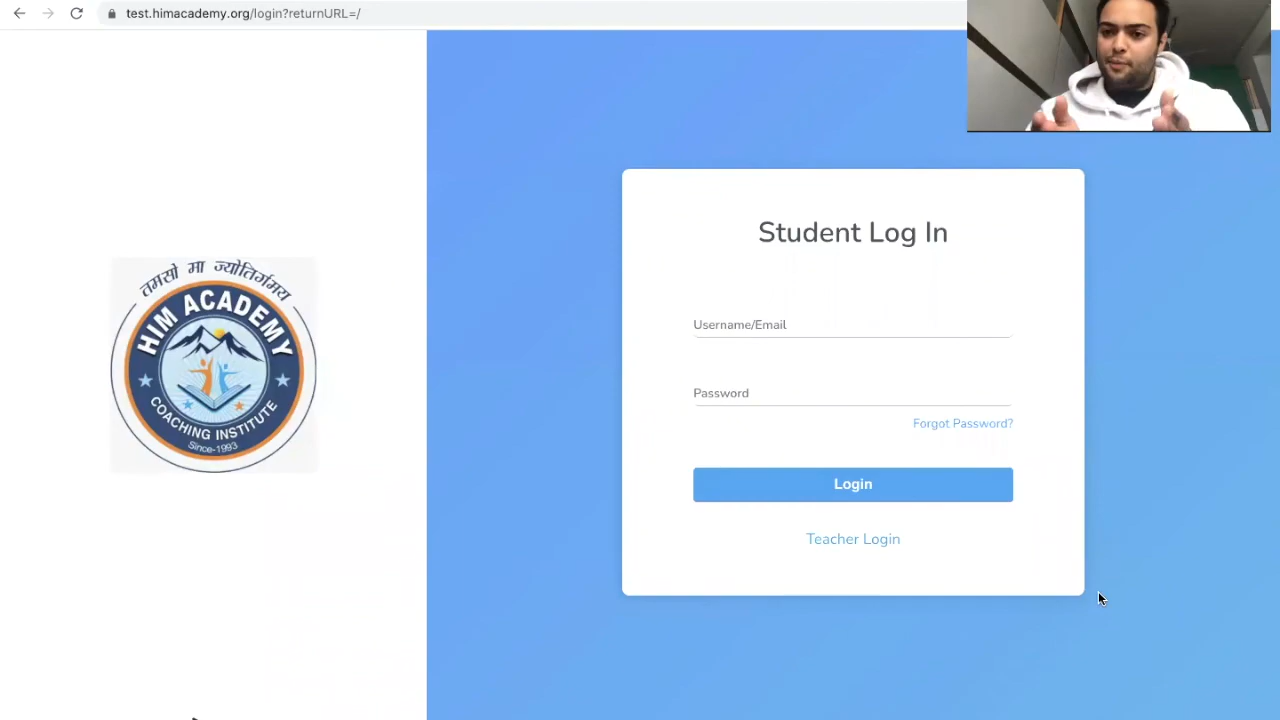 test.himacademy.org/login?returnURL=/
तमसो मा ज्योतिर्गमय
HIM ACADEMY
COACHING INSTITUTE
Since-1993
Student Log In
Username/Email
Password
Forgot Password?
Login
Teacher Login